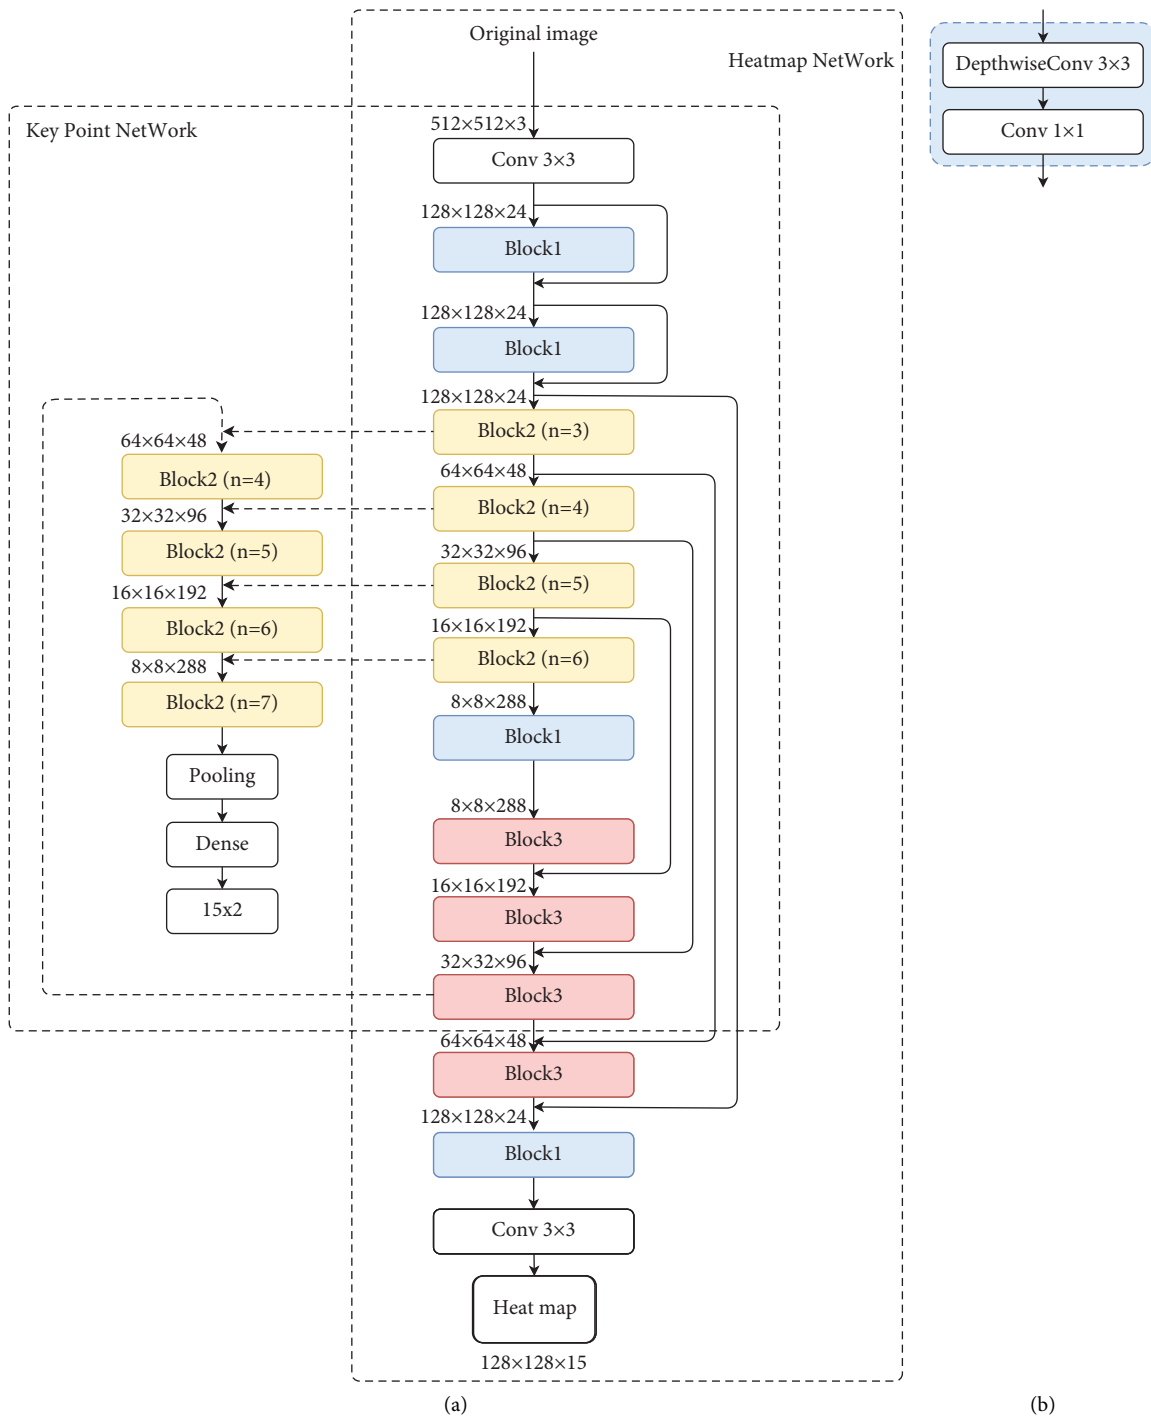 Original image
Heatmap NetWork
Key Point NetWork
512×512×3
Conv 3×3
128×128×24
Block1
128×128×24
Block1
128×128×24
Block2 (n=3)
64×64×48
Block2 (n=4)
32×32×96
Block2 (n=5)
16×16×192
Block2 (n=6)
8×8×288
Block1
8×8×288
Block3
16×16×192
Block3
32×32×96
Block3
64×64×48
Block3
128×128×24
Block1
Conv 3×3
Heat map
128×128×15
64×64×48
Block2 (n=4)
32×32×96
Block2 (n=5)
16×16×192
Block2 (n=6)
8×8×288
Block2 (n=7)
Pooling
Dense
15x2
(a)
DepthwiseConv 3×3
Conv 1×1
(b)